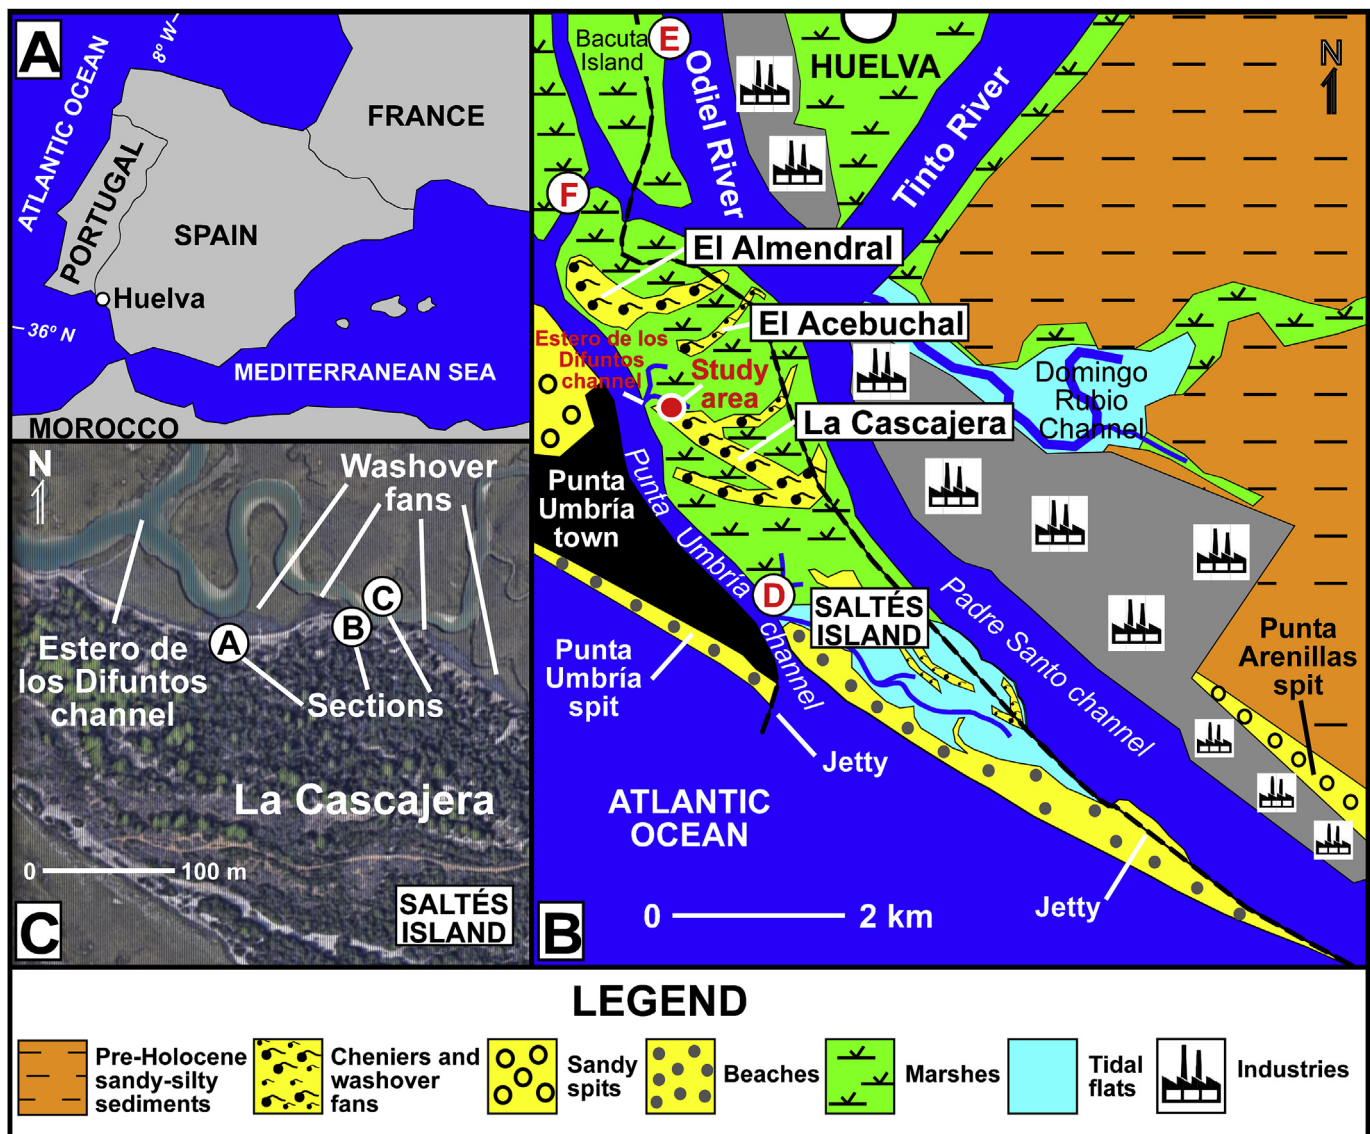 A
ATLANTIC OCEAN
8º W
FRANCE
PORTUGAL
SPAIN
Huelva
36º N
MEDITERRANEAN SEA
MOROCCO
B
Bacuta
Island
E
Odiel River
HUELVA
Tinto River
N
F
El Almendral
El Acebuchal
Estero de los
Difuntos
channel
Study
area
La Cascajera
Domingo
Rubio
Channel
Punta
Umbría
town
Punta Umbría channel
D
SALTÉS
ISLAND
Padre Santo channel
Punta
Arenillas
spit
Punta
Umbría
spit
Jetty
ATLANTIC
OCEAN
Jetty
0 2 km
N
Washover
fans
C
B
A
Estero de
los Difuntos
channel
Sections
La Cascajera
0 100 m
SALTÉS
ISLAND
C
LEGEND
Pre-Holocene
sandy-silty
sediments
Cheniers and
washover
fans
Sandy
spits
Beaches
Marshes
Tidal
flats
Industries